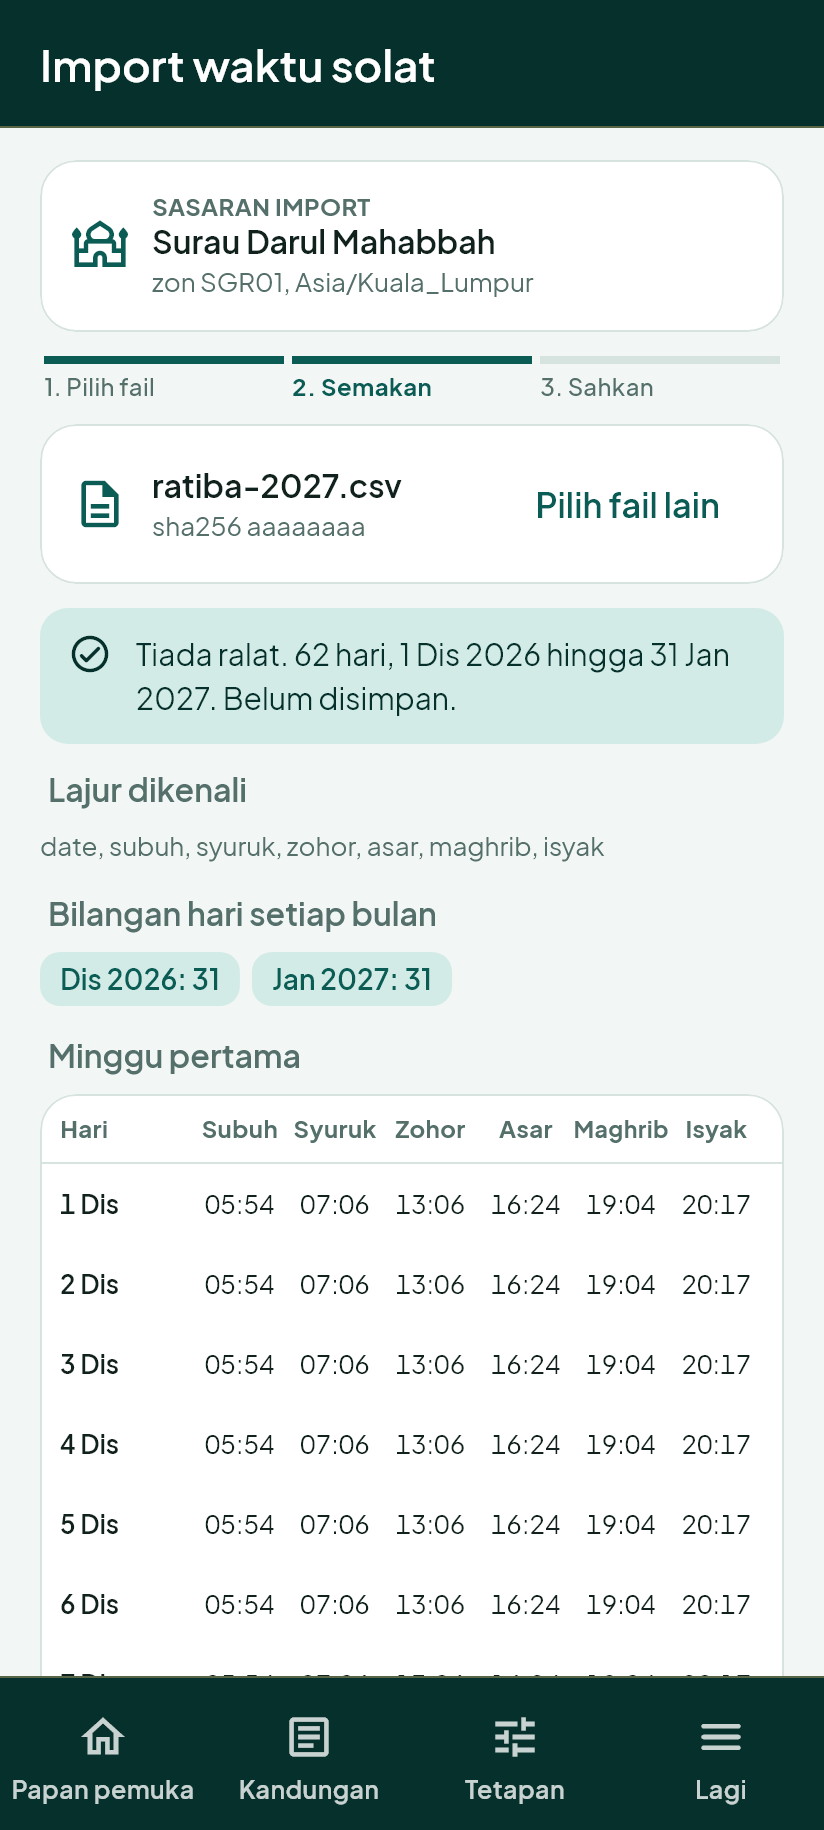 Import waktu solat
SASARAN IMPORT
Surau Darul Mahabbah
zon SGR01, Asia/Kuala_Lumpur
1. Pilih fail
2. Semakan
3. Sahkan
ratiba-2027.csv
sha256 aaaaaaaa
Pilih fail lain
Tiada ralat. 62 hari, 1 Dis 2026 hingga 31 Jan
2027. Belum disimpan.
Lajur dikenali
date, subuh, syuruk, zohor, asar, maghrib, isyak
Bilangan hari setiap bulan
Dis 2026: 31 Jan 2027: 31
Minggu pertama
Hari Subuh Syuruk Zohor Asar Maghrib Isyak
1 Dis 05:54 07:06 13:06 16:24 19:04 20:17
2 Dis 05:54 07:06 13:06 16:24 19:04 20:17
3 Dis 05:54 07:06 13:06 16:24 19:04 20:17
4 Dis 05:54 07:06 13:06 16:24 19:04 20:17
5 Dis 05:54 07:06 13:06 16:24 19:04 20:17
6 Dis 05:54 07:06 13:06 16:24 19:04 20:17
Papan pemuka Kandungan Tetapan Lagi